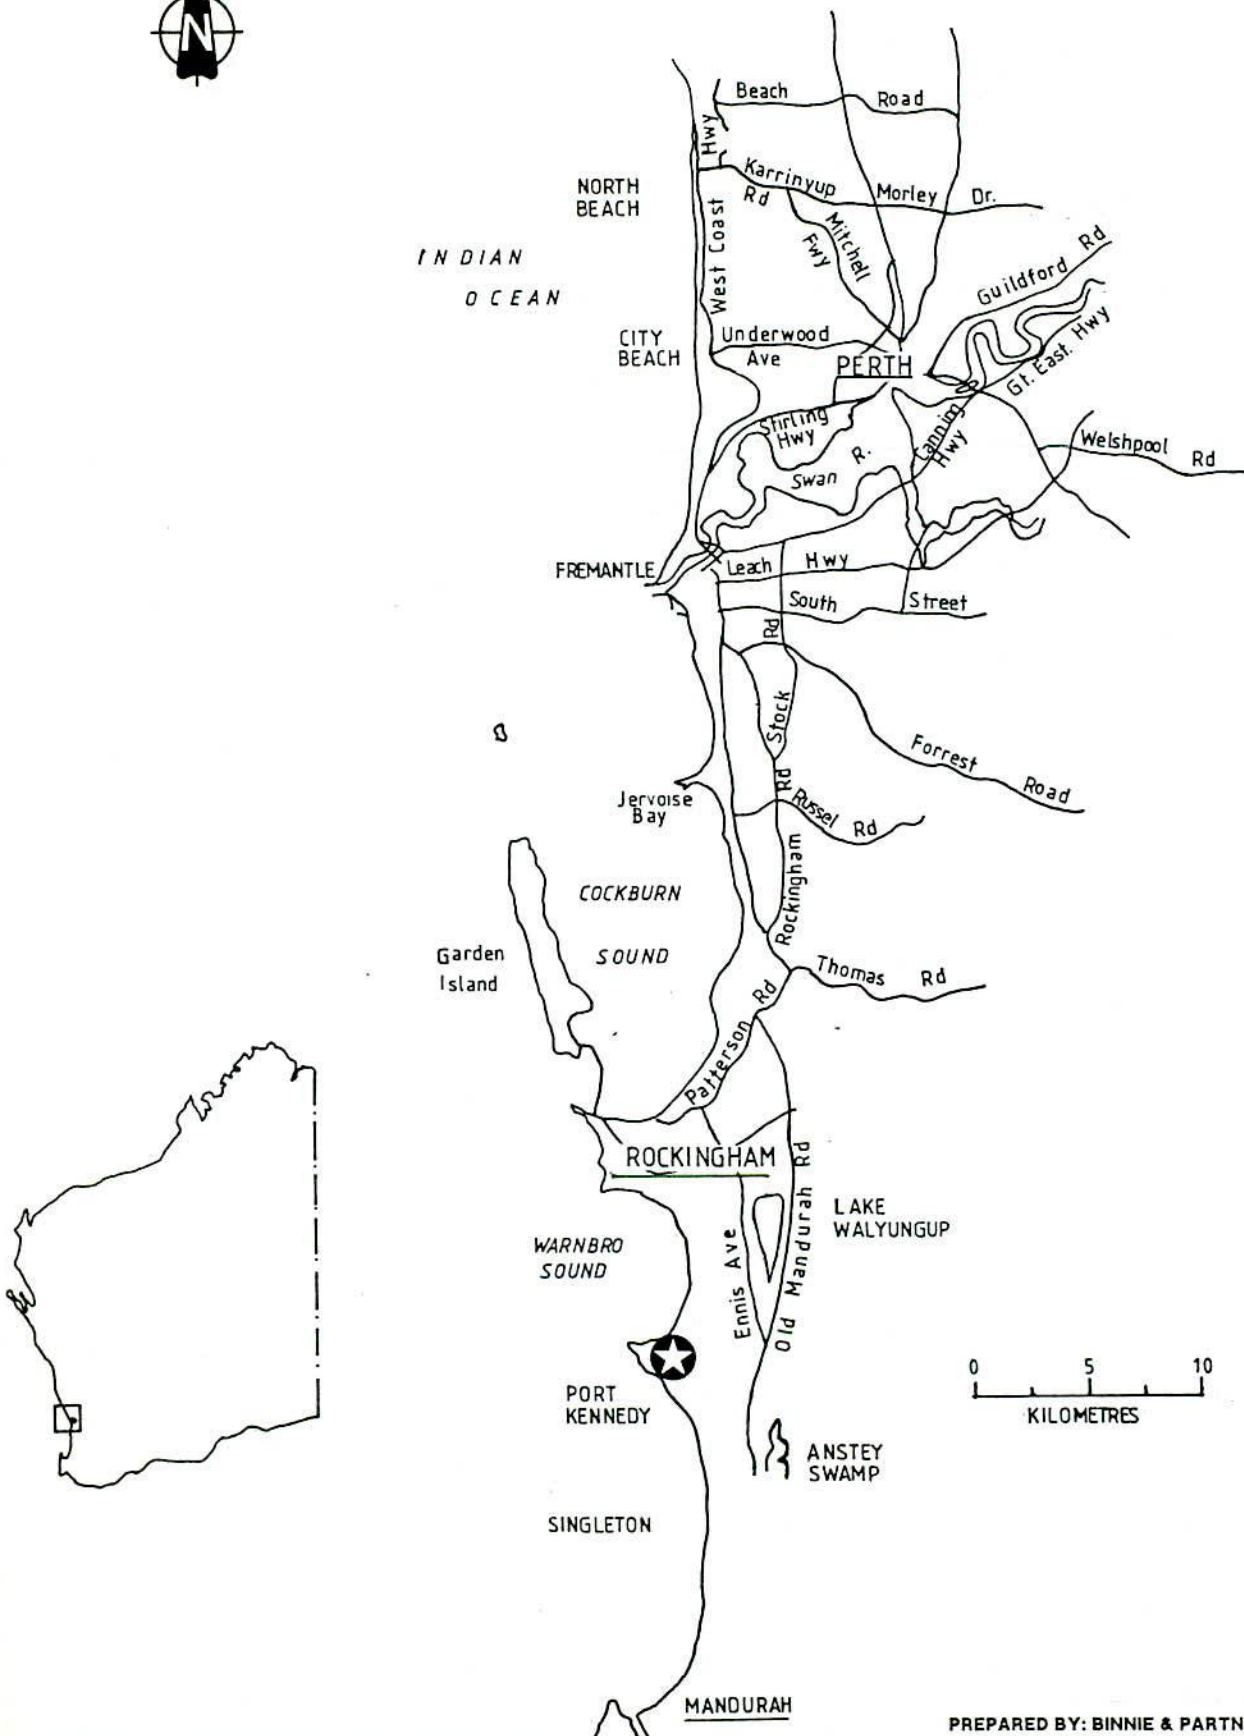 N
Beach Road
Hwy
Karrinyup
Rd
Morley Dr.
NORTH
BEACH
West Coast
Mitchell
Fwy
Guildford Rd
INDIAN
OCEAN
CITY
BEACH
Underwood
Ave
PERTH
Gt. East. Hwy
Stirling
Hwy
Canning
Hwy
Welshpool Rd
Swan R.
FREMANTLE
Leach Hwy
South Street
Rd
Stock
Forrest Road
Jervoise
Bay
Rd
Russel Rd
Rockingham
COCKBURN
SOUND
Garden
Island
Thomas Rd
Patterson Rd
ROCKINGHAM
Old Mandurah Rd
LAKE
WALYUNGUP
WARNBRO
SOUND
Ennis Ave
PORT
KENNEDY
0 5 10
KILOMETRES
ANSTEY
SWAMP
SINGLETON
MANDURAH
PREPARED BY: BINNIE & PARTN